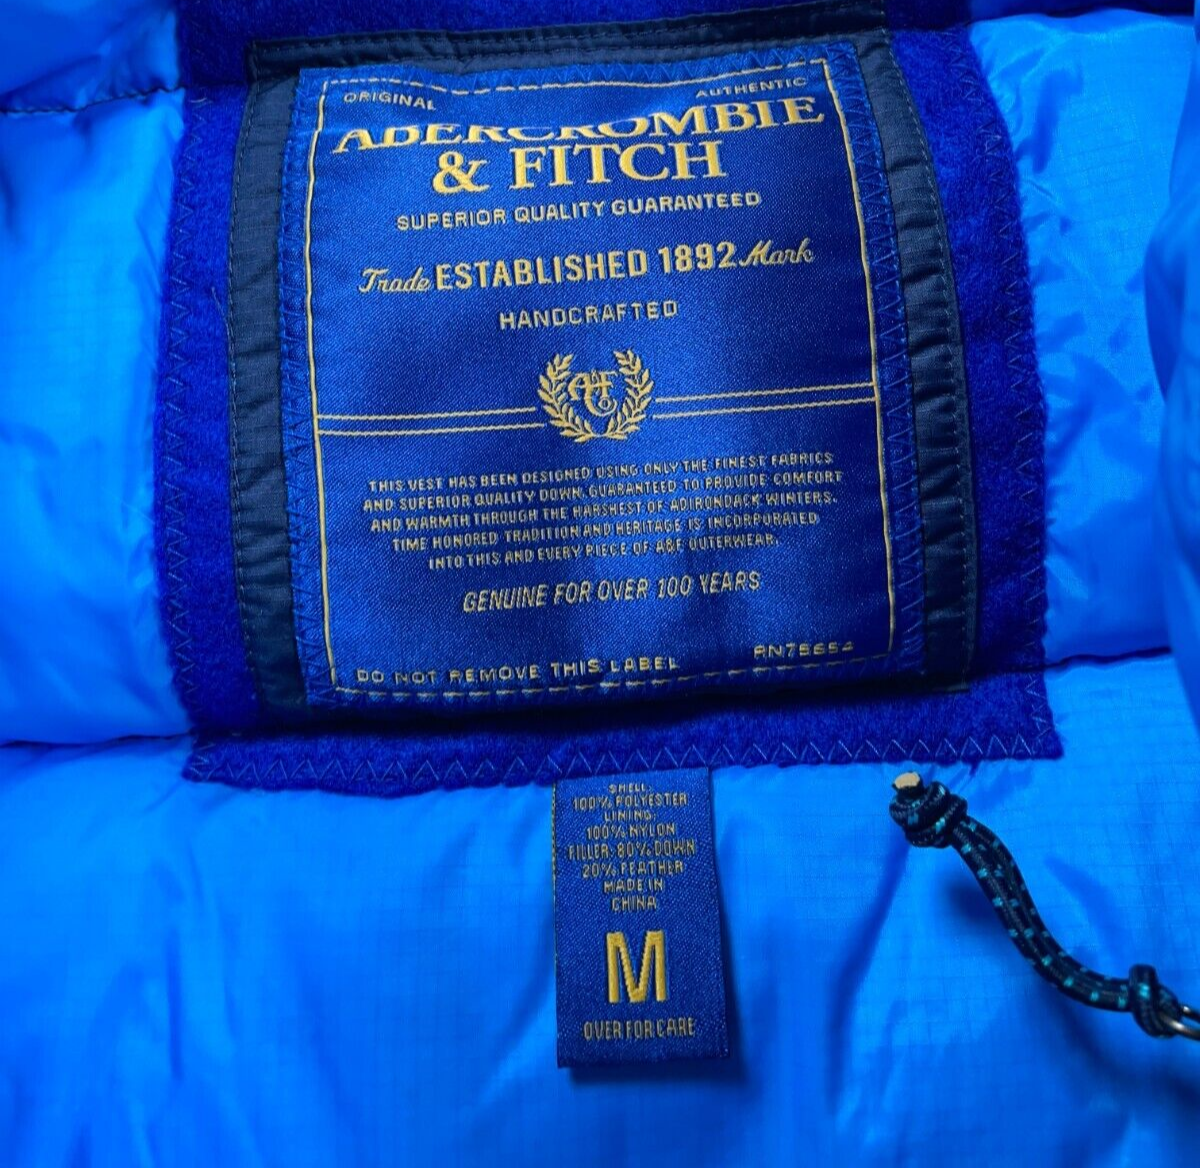 ORIGINAL AUTHENTIC
ABERCROMBIE
& FITCH
SUPERIOR QUALITY GUARANTEED
Trade ESTABLISHED 1892 Mark
HANDCRAFTED
A&F Co
THIS VEST HAS BEEN DESIGNED USING ONLY THE FINEST FABRICS
AND SUPERIOR QUALITY DOWN, GUARANTEED TO PROVIDE COMFORT
AND WARMTH THROUGH THE HARSHEST OF ADIRONDACK WINTERS.
TIME HONORED TRADITION AND HERITAGE IS INCORPORATED
INTO THIS AND EVERY PIECE OF A&F OUTERWEAR.
GENUINE FOR OVER 100 YEARS
DO NOT REMOVE THIS LABEL RN75654
SHELL:
100% POLYESTER
LINING:
100% NYLON
FILLER: 80% DOWN
20% FEATHER
MADE IN
CHINA
M
OVER FOR CARE